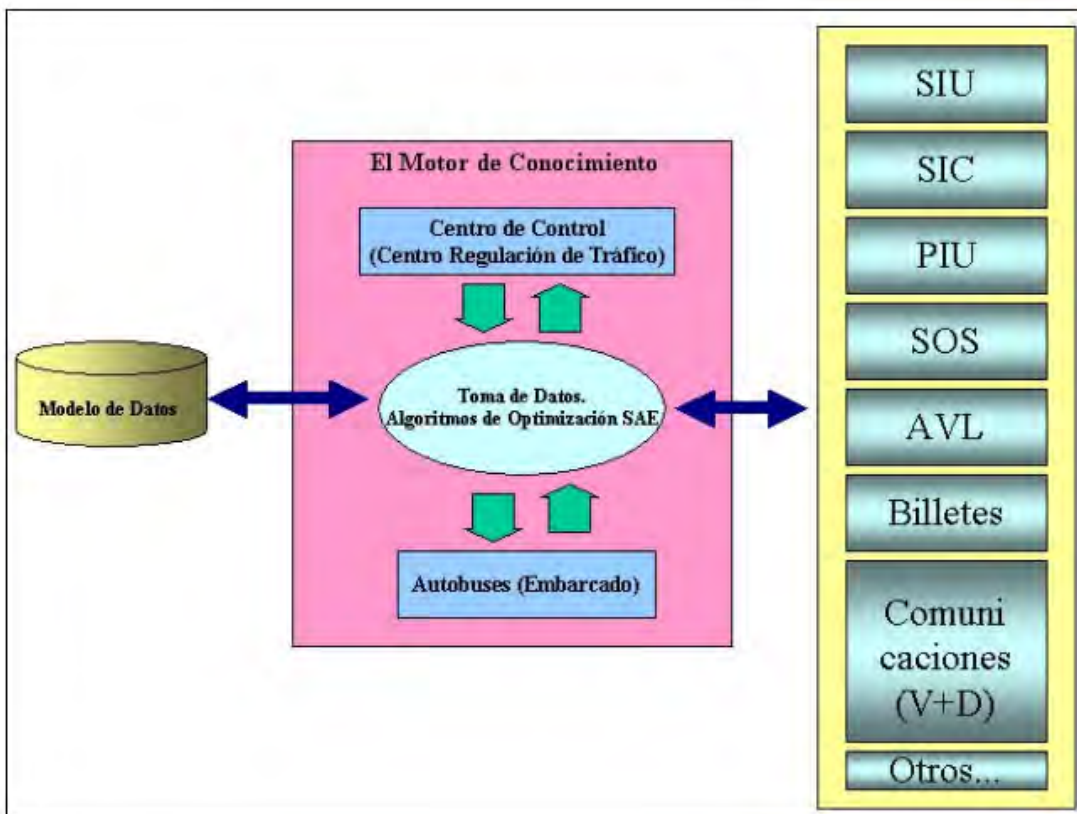 El Motor de Conocimiento
Centro de Control
(Centro Regulación de Tráfico)
Modelo de Datos
Toma de Datos.
Algoritmos de Optimización SAE
Autobuses (Embarcado)
SIU
SIC
PIU
SOS
AVL
Billetes
Comuni
caciones
(V+D)
Otros...